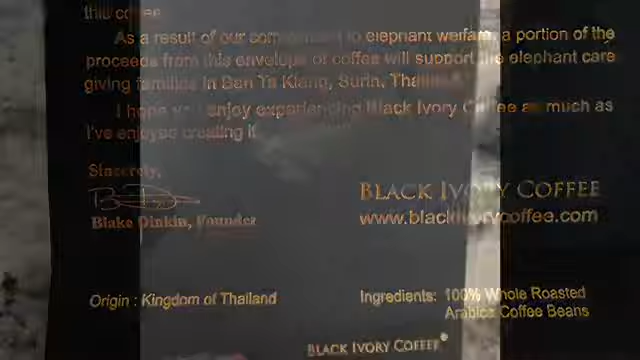 this coffee.
As a result of our commitment to elephant welfare, a portion of the
proceeds from this envelope of coffee will support the elephant care
giving families in Ban Ta Klang, Surin, Thailand.
I hope you enjoy experiencing Black Ivory Coffee as much as
I've enjoyed creating it.
Sincerely,
Blake Dinkin, Founder
BLACK IVORY COFFEE
www.blackivorycoffee.com
Origin : Kingdom of Thailand
Ingredients: 100% Whole Roasted
Arabica Coffee Beans
BLACK IVORY COFFEE®